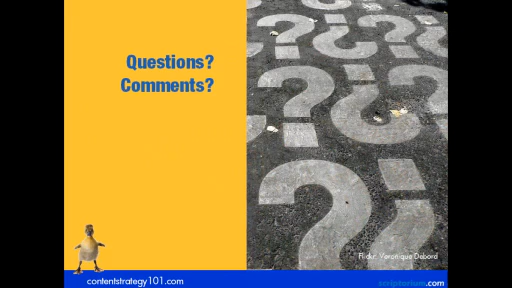 Questions?
Comments?
Flickr: Veronique Debord
contentstrategy101.com
scriptorium.com